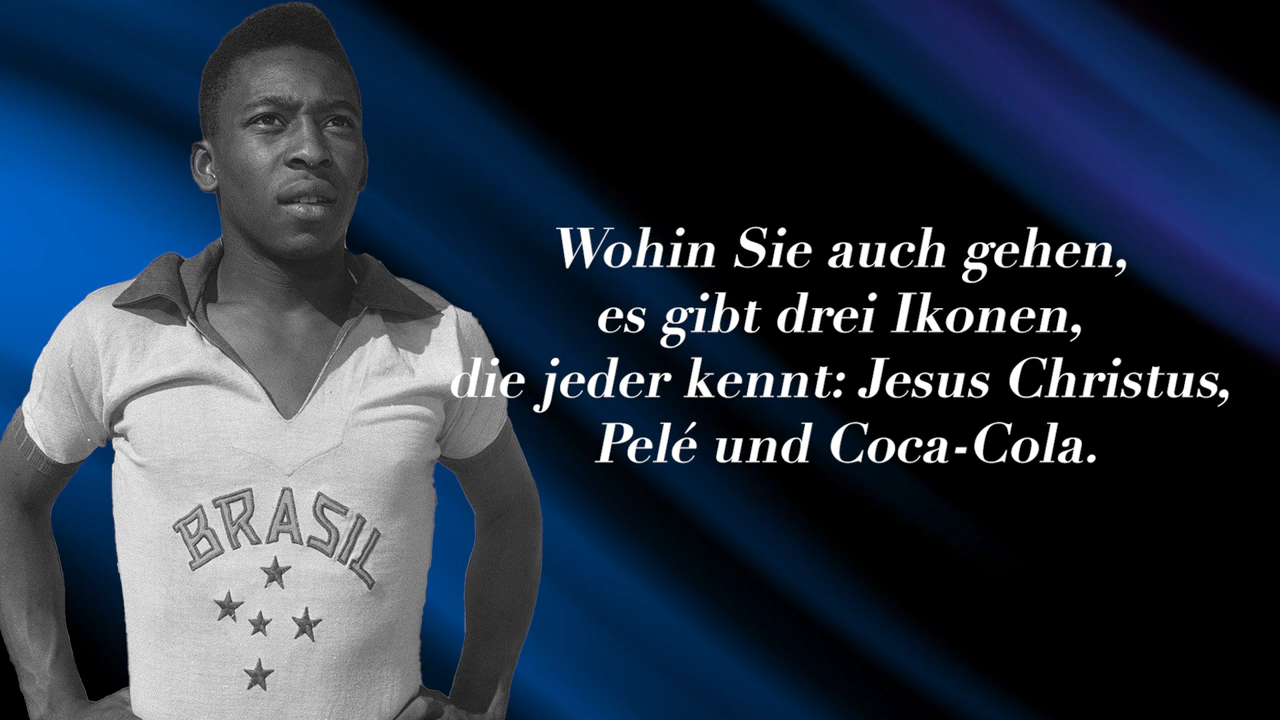 Wohin Sie auch gehen,
es gibt drei Ikonen,
die jeder kennt: Jesus Christus,
Pelé und Coca-Cola.
BRASIL